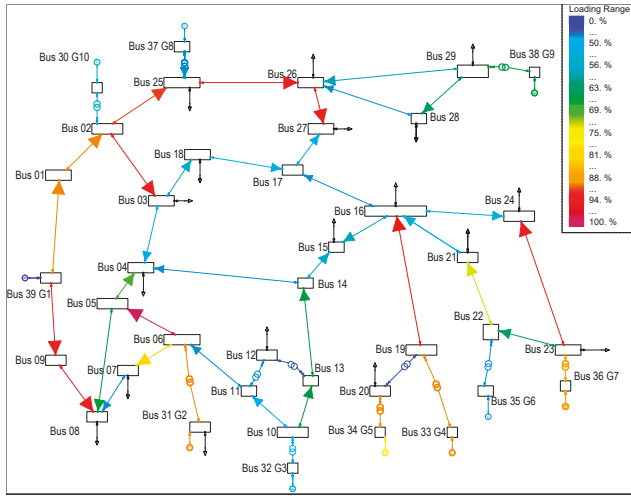 Loading Range
0. %
...
50. %
...
56. %
...
63. %
...
69. %
...
75. %
...
81. %
...
88. %
...
94. %
...
100. %
Bus 30 G10
Bus 37 G8
Bus 25
Bus 26
Bus 29
Bus 38 G9
Bus 28
Bus 02
Bus 27
Bus 18
Bus 17
Bus 01
Bus 03
Bus 16
Bus 24
Bus 15
Bus 21
Bus 04
Bus 39 G1
Bus 14
Bus 05
Bus 22
Bus 06
Bus 09
Bus 07
Bus 12
Bus 13
Bus 19
Bus 23
Bus 11
Bus 20
Bus 36 G7
Bus 35 G6
Bus 08
Bus 31 G2
Bus 10
Bus 34 G5
Bus 33 G4
Bus 32 G3